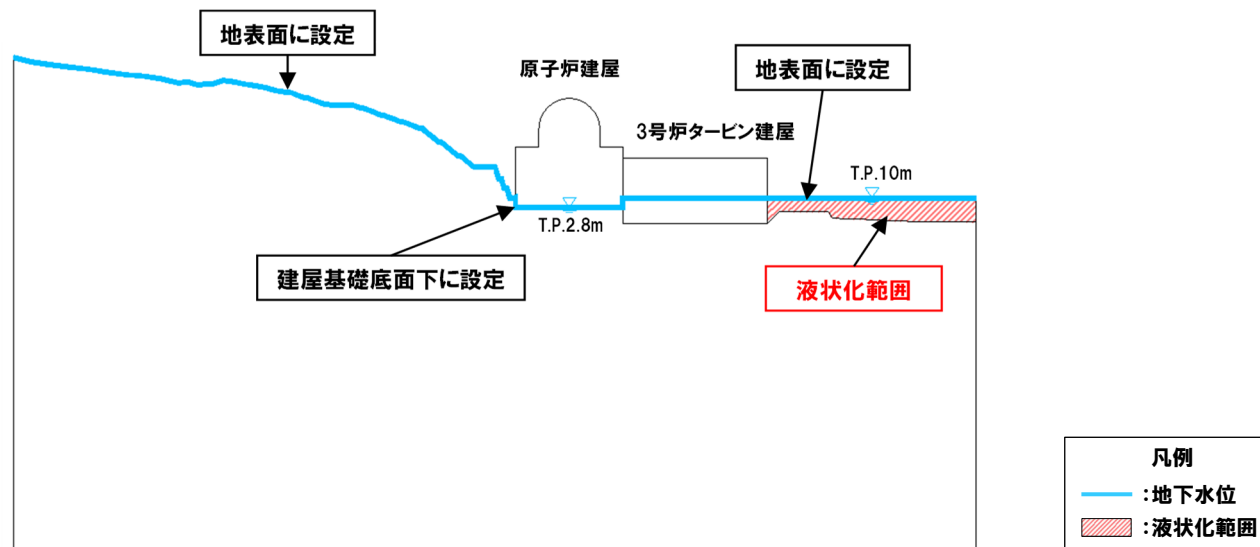 地表面に設定
原子炉建屋
地表面に設定
3号炉タービン建屋
T.P.10m
T.P.2.8m
建屋基礎底面下に設定
液状化範囲
凡例
:地下水位
:液状化範囲